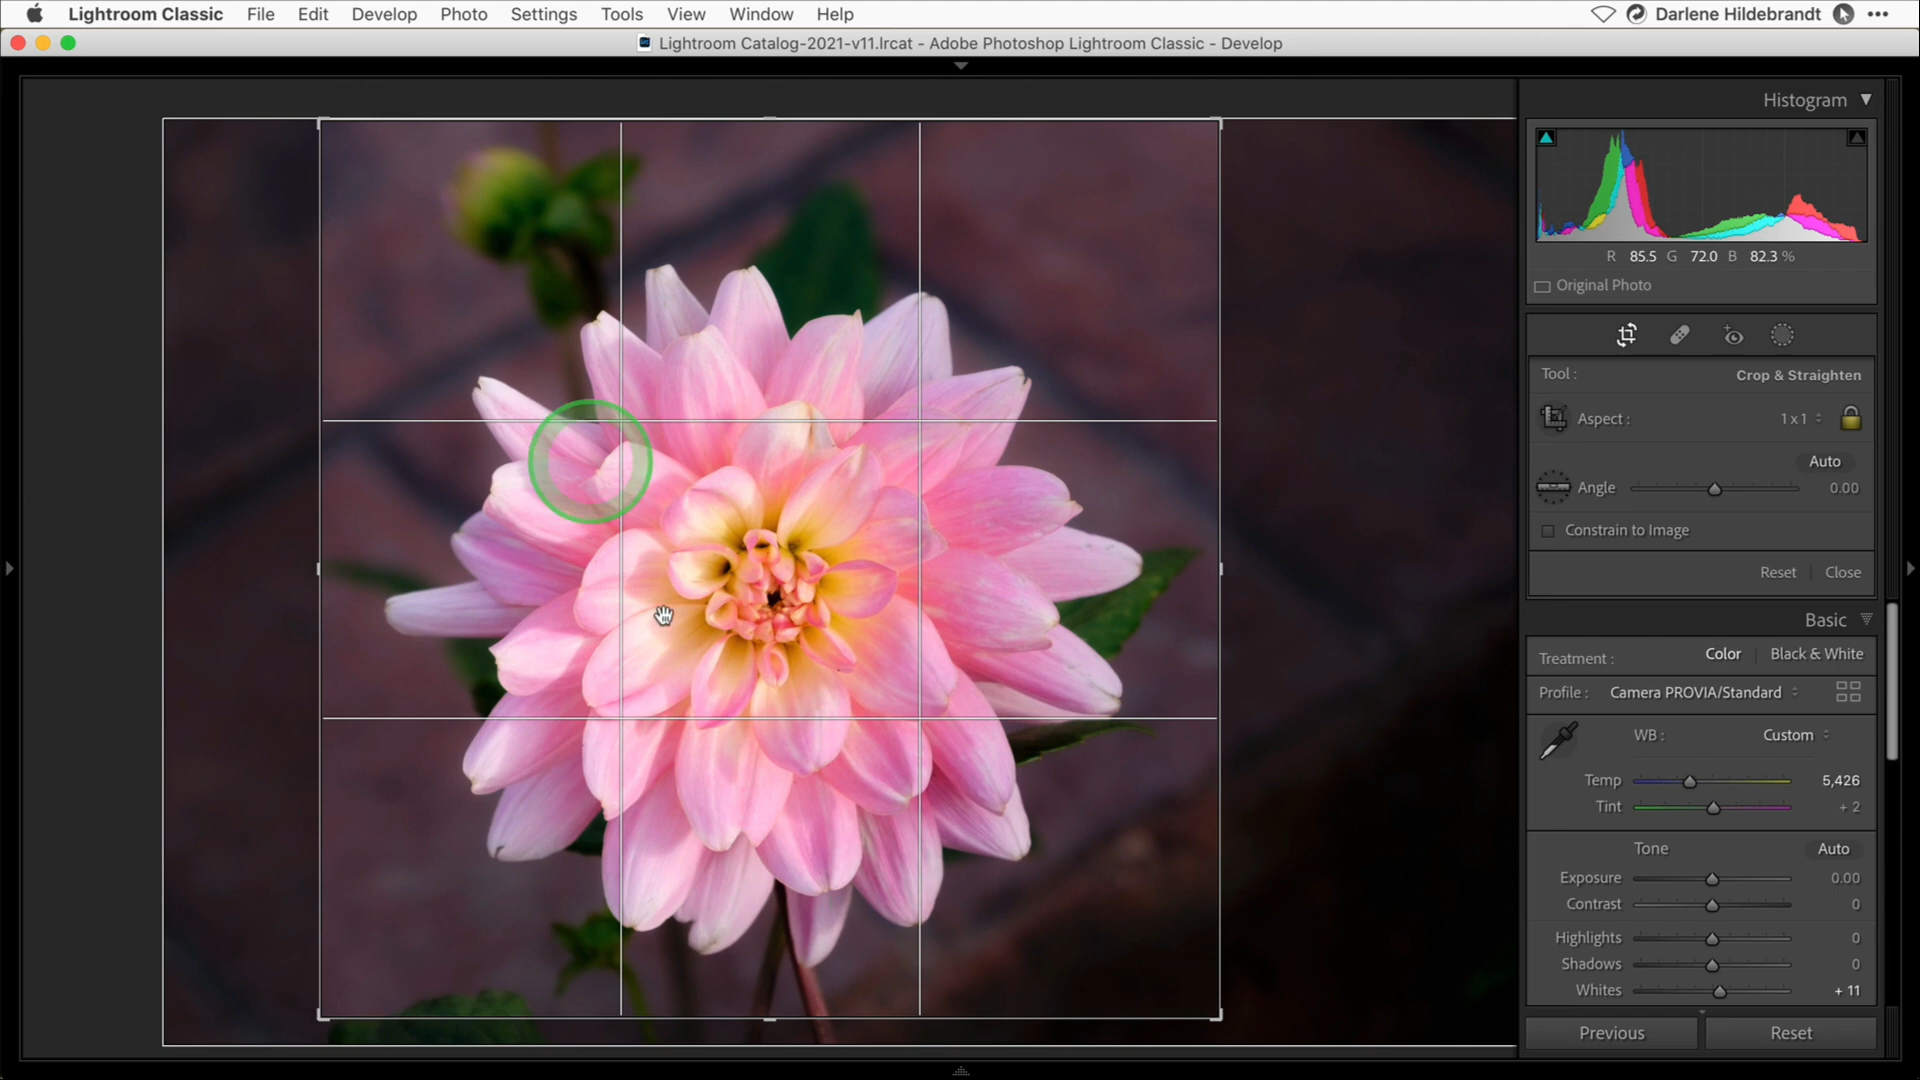 Lightroom Classic File Edit Develop Photo Settings Tools View Window Help Darlene Hildebrandt
Lightroom Catalog-2021-v11.lrcat - Adobe Photoshop Lightroom Classic - Develop
Histogram
R 85.5 G 72.0 B 82.3 %
Original Photo
Tool : Crop & Straighten
Aspect : 1 x 1
Auto
Angle 0.00
Constrain to Image
Reset Close
Basic
Treatment : Color Black & White
Profile : Camera PROVIA/Standard
WB : Custom
Temp 5,426
Tint + 2
Tone Auto
Exposure 0.00
Contrast 0
Highlights 0
Shadows 0
Whites + 11
Previous Reset